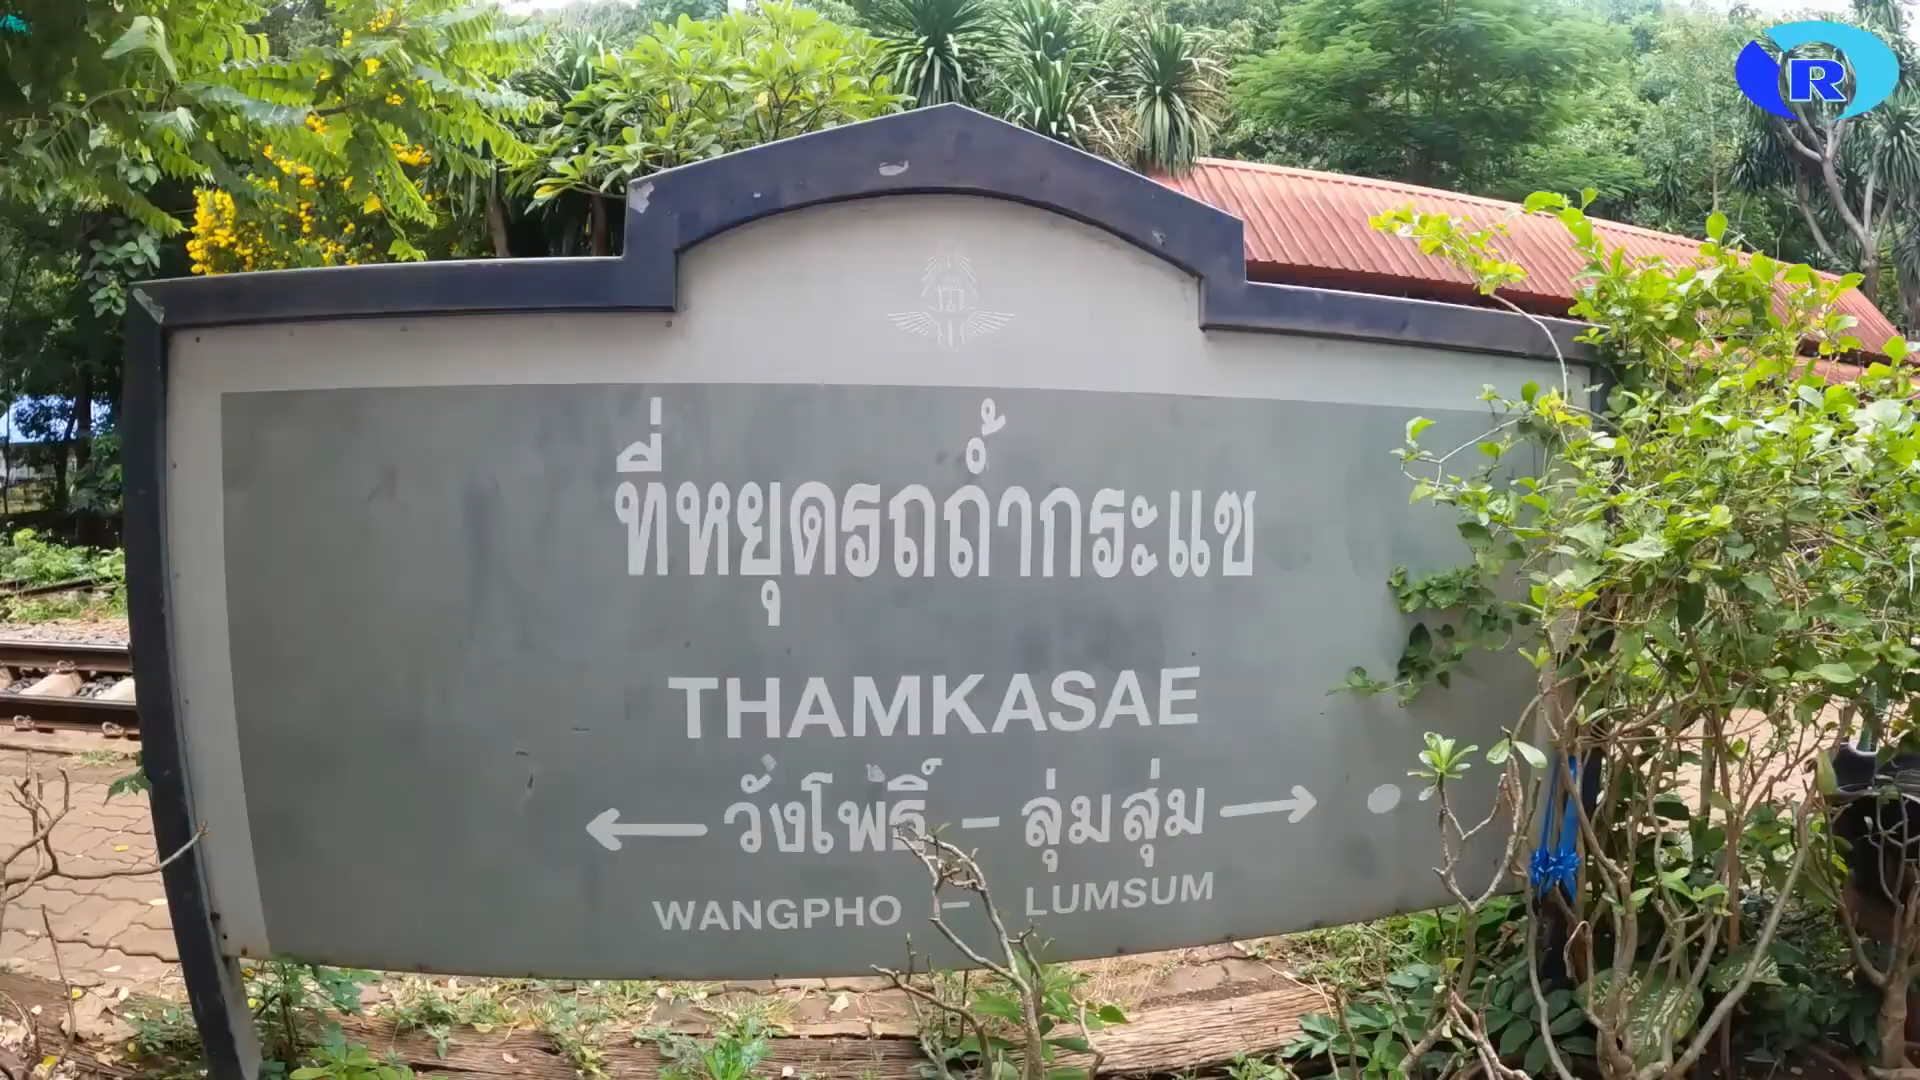 R
ที่หยุดรถถ้ำกระแซ
THAMKASAE
← วังโพธิ์ - ลุ่มสุ่ม →
WANGPHO - LUMSUM